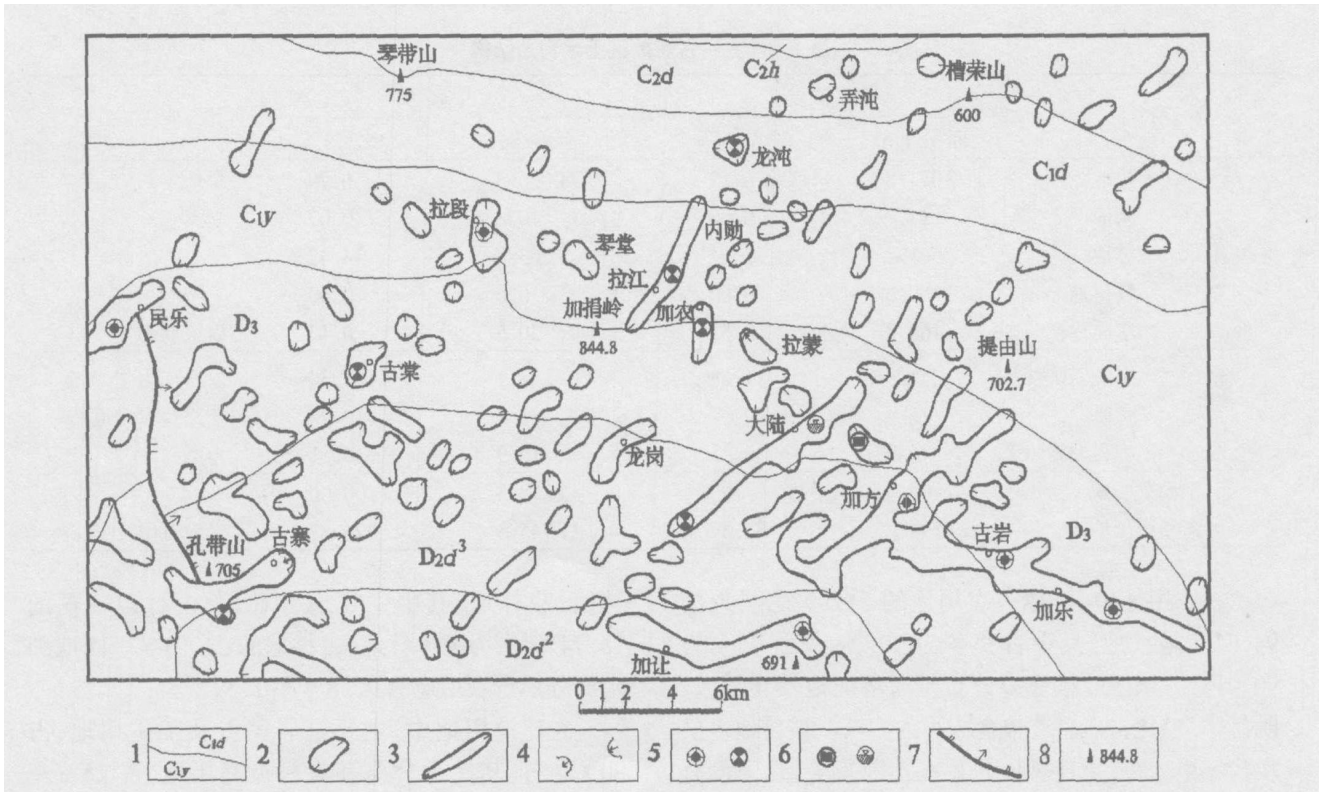 琴带山
775
C₂d
C₂h
槽荣山
600
弄沌
龙沌
C₁d
C₁y
拉段
琴堂
内勋
拉江
加捐岭
844.8
加农
民乐
D₃
古棠
拉蒙
提由山
702.7
C₁y
大陆
龙岗
加方
古岩
D₃
孔带山
705
古寨
D₂d³
加乐
D₂d²
加让
691
0 1 2 4 6km
1 C₁d C₁y 2 3 4 5 6 7 8 844.8